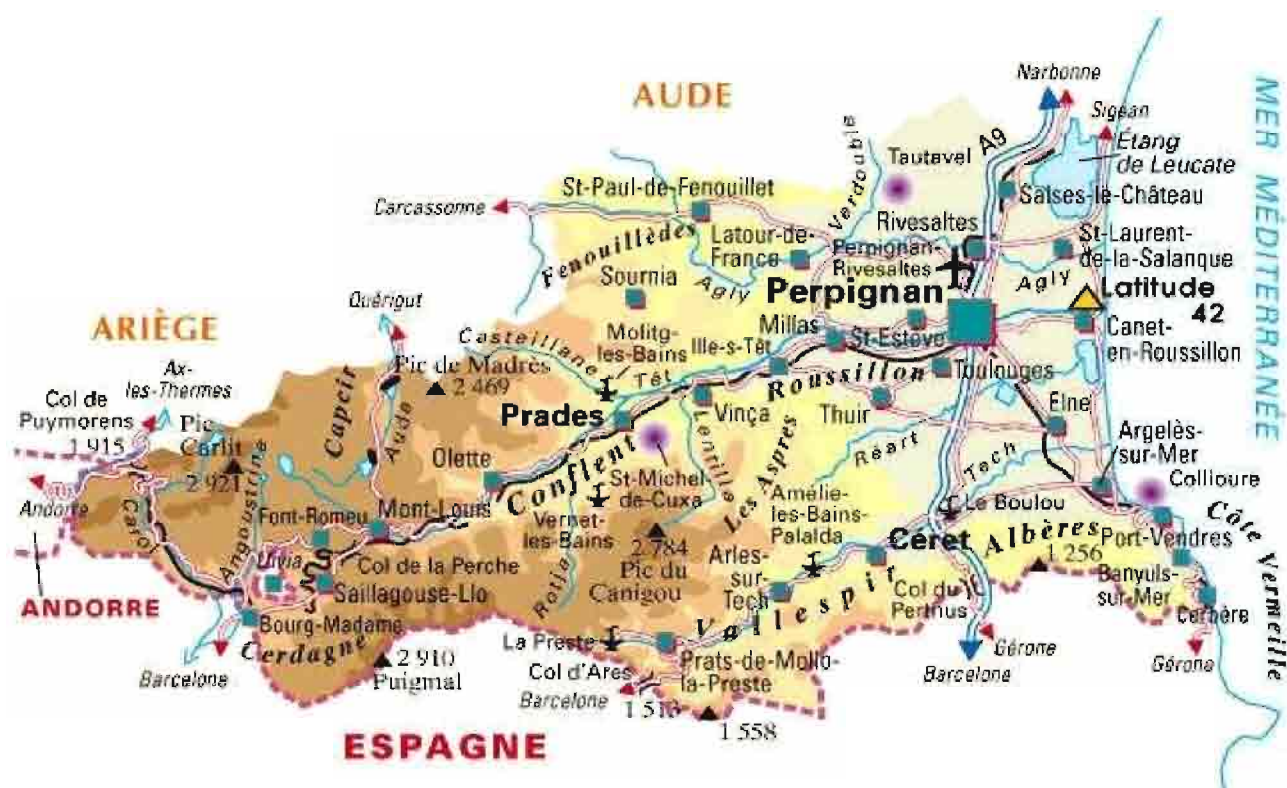 Narbonne
MER MÉDITERRANÉE
AUDE
Sigean
A9
Étang
de Leucate
Tautavel
Verdouble
St-Paul-de-Fenouillet
Salses-le-Château
Carcassonne
Rivesaltes
Fenouillèdes
Latour-de-
France
Perpignan-
Rivesaltes
St-Laurent-
de-la-Salanque
Sournia
Agly
Agly
Quérigut
Perpignan
Latitude
42
ARIÈGE
Castellane
Molitg-
les-Bains
Millas
St-Estève
Canet-
en-Roussillon
Ille-s-Têt
Ax-
les-Thermes
Pic de Madrès
2 469
Têt
Roussillon
Toulouges
Col de
Puymorens
1 915
Capcir
Prades
Vinça
Thuir
Elne
Pic
Carlit
2 921
Aude
Olette
Conflent
Lentilla
Les Aspres
Réart
Tech
Argelès-
sur-Mer
Collioure
St-Michel-
de-Cuxa
Andorre
Carol
Angoustrine
Font-Romeu
Mont-Louis
Vernet-
les-Bains
Amélie-
les-Bains-
Palalda
Le Boulou
Côte Vermeille
2 784
Pic du
Canigou
Céret
Albères
1 256
Port-Vendres
Llivia
Col de la Perche
Arles-
sur-
Tech
Saillagouse-Llo
Rotja
Col du
Perthus
Banyuls-
sur-Mer
ANDORRE
Cerbère
Bourg-Madame
Vallespir
Cerdagne
La Preste
Prats-de-Mollo-
la-Preste
Gérone
Gérone
2 910
Puigmal
Col d'Ares
1 513
Barcelone
Barcelone
Barcelone
1 558
ESPAGNE